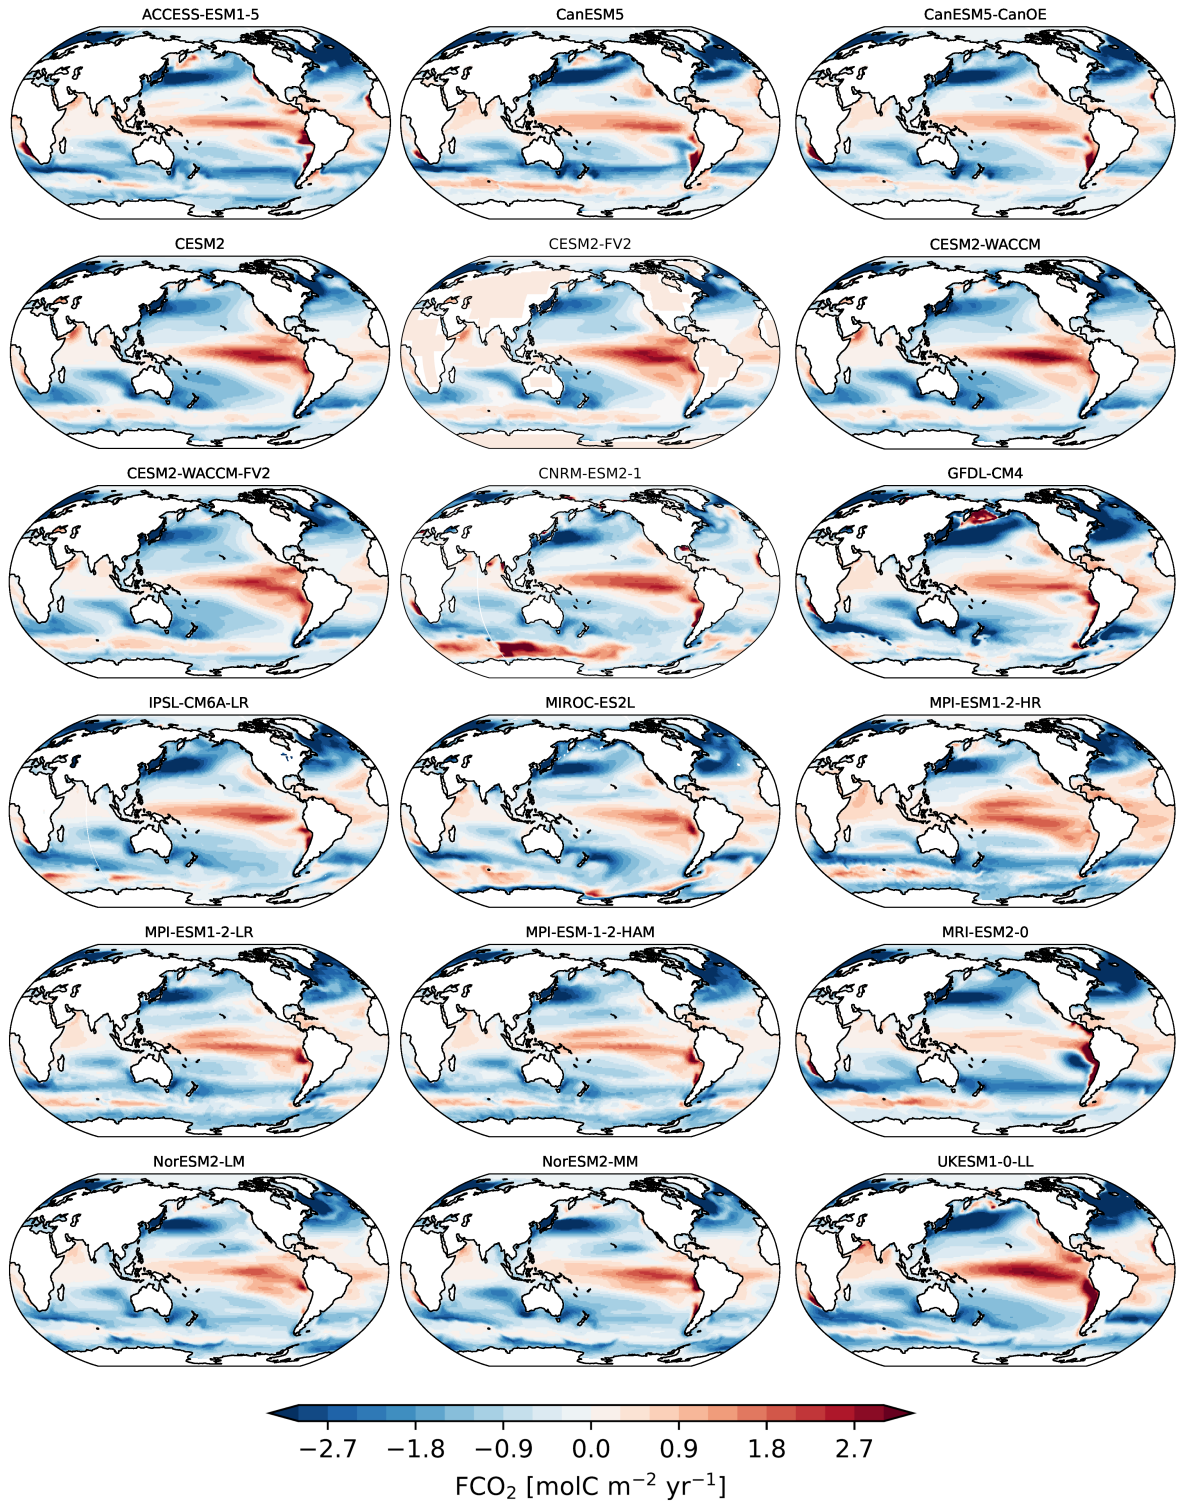 ACCESS-ESM1-5
CanESM5
CanESM5-CanOE
CESM2
CESM2-FV2
CESM2-WACCM
CESM2-WACCM-FV2
CNRM-ESM2-1
GFDL-CM4
IPSL-CM6A-LR
MIROC-ES2L
MPI-ESM1-2-HR
MPI-ESM1-2-LR
MPI-ESM-1-2-HAM
MRI-ESM2-0
NorESM2-LM
NorESM2-MM
UKESM1-0-LL
−2.7 −1.8 −0.9 0.0 0.9 1.8 2.7
FCO₂ [molC m⁻² yr⁻¹]